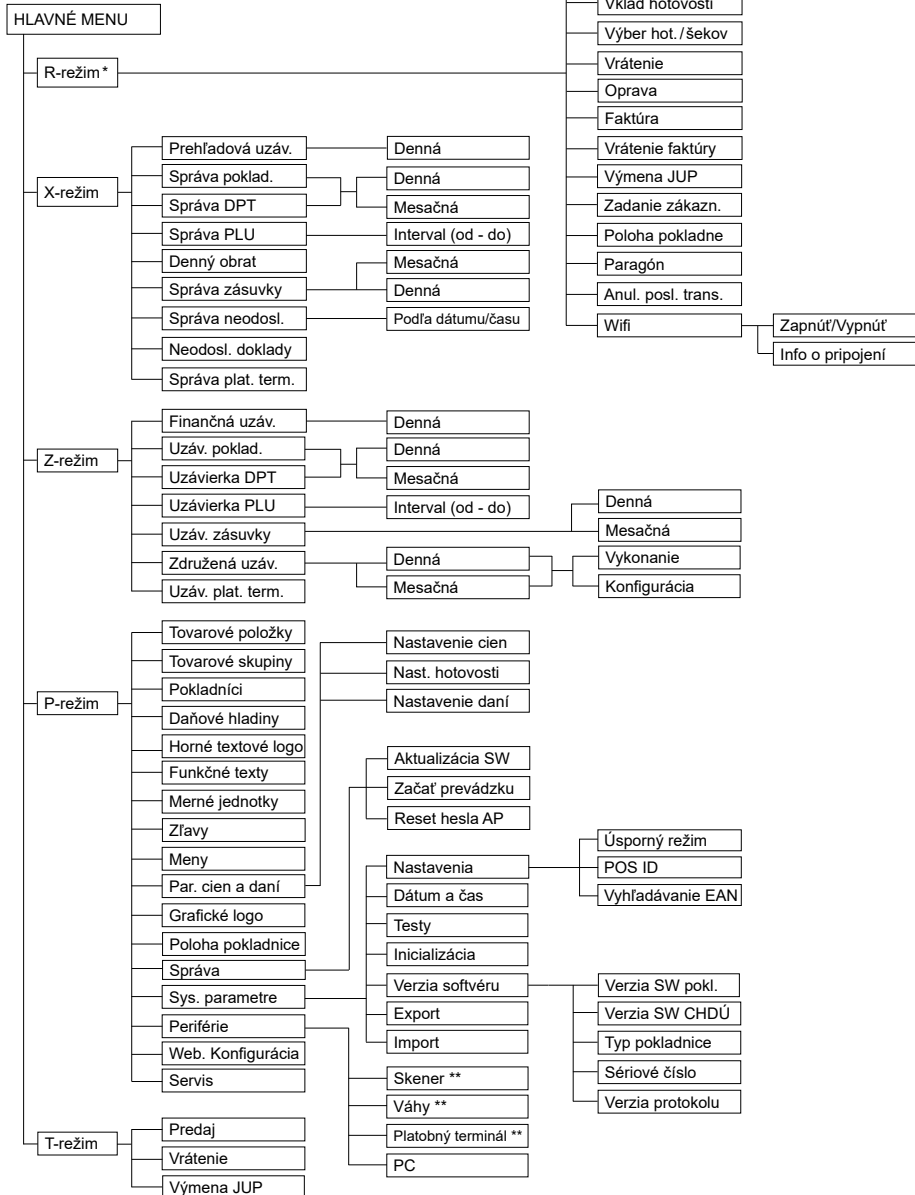 HLAVNÉ MENU
R-režim *
Vklad hotovosti
Výber hot./šekov
Vrátenie
Oprava
Faktúra
Vrátenie faktúry
Výmena JUP
Zadanie zákazn.
Poloha pokladne
Paragón
Anul. posl. trans.
Wifi
Zapnúť/Vypnúť
Info o pripojení
X-režim
Prehľadová uzáv.
Denná
Správa poklad.
Správa DPT
Denná
Mesačná
Správa PLU
Interval (od - do)
Denný obrat
Správa zásuvky
Mesačná
Denná
Správa neodosl.
Podľa dátumu/času
Neodosl. doklady
Správa plat. term.
Z-režim
Finančná uzáv.
Denná
Uzáv. poklad.
Uzávierka DPT
Denná
Mesačná
Uzávierka PLU
Interval (od - do)
Uzáv. zásuvky
Denná
Mesačná
Združená uzáv.
Denná
Mesačná
Vykonanie
Konfigurácia
Uzáv. plat. term.
P-režim
Tovarové položky
Tovarové skupiny
Pokladníci
Daňové hladiny
Horné textové logo
Funkčné texty
Merné jednotky
Zľavy
Meny
Par. cien a daní
Nastavenie cien
Nast. hotovosti
Nastavenie daní
Grafické logo
Poloha pokladnice
Správa
Aktualizácia SW
Začať prevádzku
Reset hesla AP
Sys. parametre
Nastavenia
Úsporný režim
POS ID
Vyhľadávanie EAN
Dátum a čas
Testy
Inicializácia
Verzia softvéru
Verzia SW pokl.
Verzia SW CHDÚ
Typ pokladnice
Sériové číslo
Verzia protokolu
Export
Import
Periférie
Skener **
Váhy **
Platobný terminál **
PC
Web. Konfigurácia
Servis
T-režim
Predaj
Vrátenie
Výmena JUP